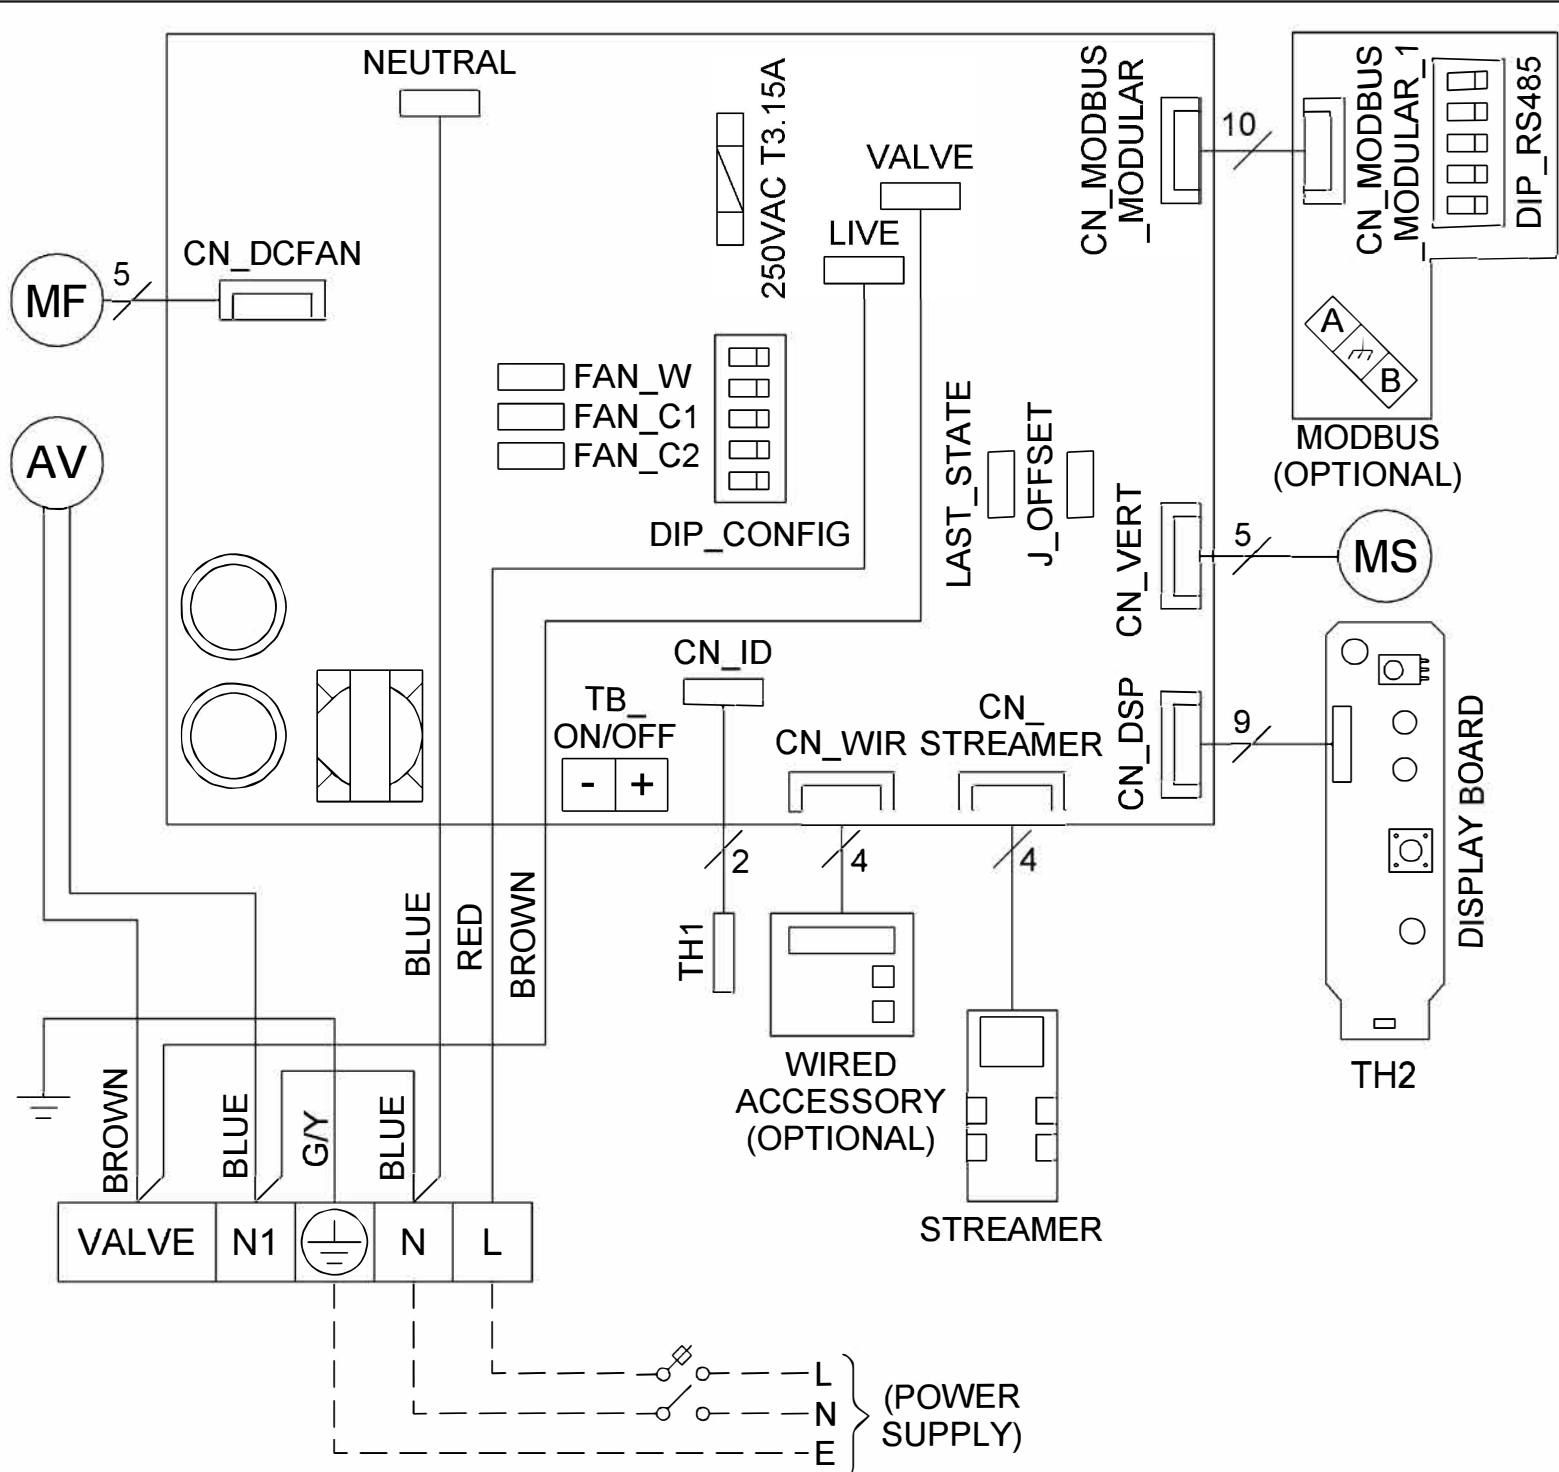 NEUTRAL
250VAC T3.15A
VALVE
LIVE
CN_MODBUS
_MODULAR
10
CN_MODBUS
MODULAR_1
DIP_RS485
A
B
MODBUS
(OPTIONAL)
MF
5
CN_DCFAN
AV
FAN_W
FAN_C1
FAN_C2
DIP_CONFIG
LAST_STATE
J_OFFSET
CN_VERT
5
MS
CN_ID
TB_
ON/OFF
- +
CN_WIR
CN_
STREAMER
CN_DSP
9
DISPLAY BOARD
TH2
2
4
4
TH1
WIRED
ACCESSORY
(OPTIONAL)
STREAMER
BLUE
RED
BROWN
BROWN
BLUE
G/Y
BLUE
VALVE
N1
N
L
L
N
E
(POWER
SUPPLY)